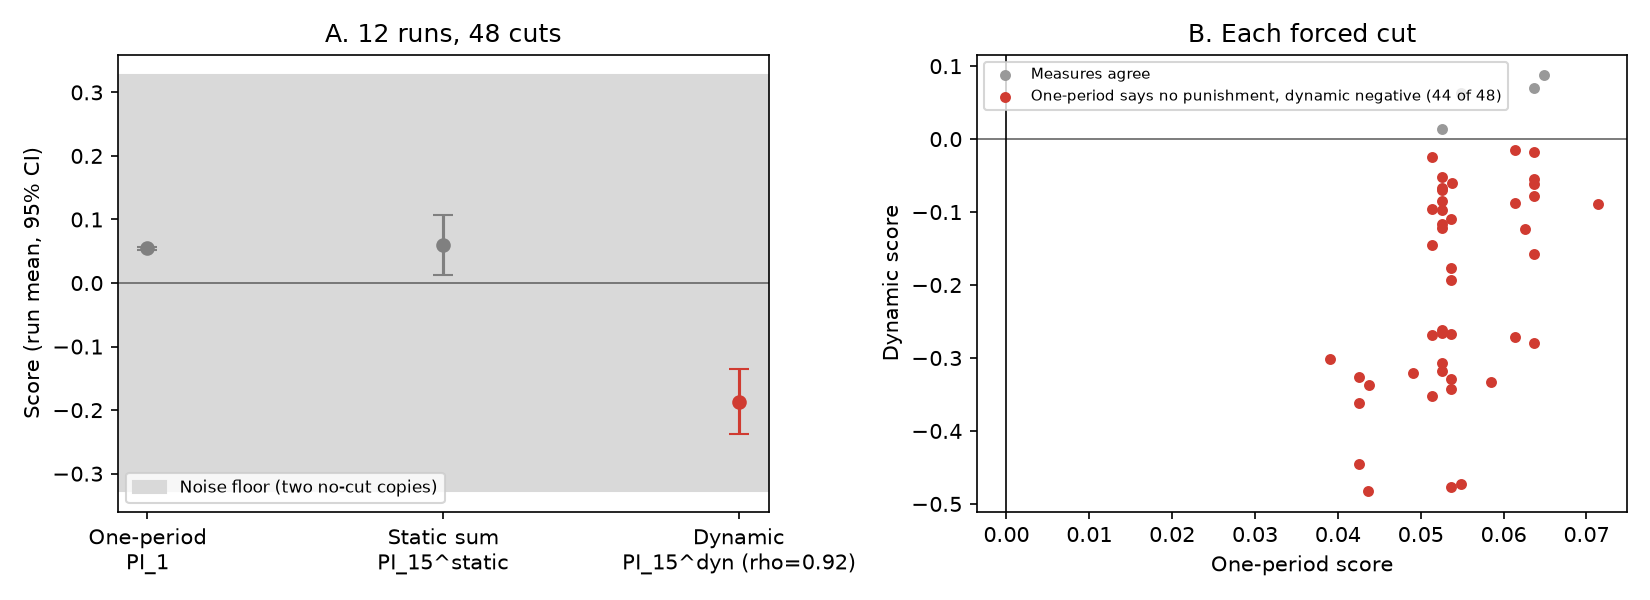 A. 12 runs, 48 cuts
Score (run mean, 95% CI)
0.3
0.2
0.1
0.0
−0.1
−0.2
−0.3
Noise floor (two no-cut copies)
One-period
PI_1
Static sum
PI_15^static
Dynamic
PI_15^dyn (rho=0.92)
B. Each forced cut
Measures agree
One-period says no punishment, dynamic negative (44 of 48)
Dynamic score
0.1
0.0
−0.1
−0.2
−0.3
−0.4
−0.5
0.00 0.01 0.02 0.03 0.04 0.05 0.06 0.07
One-period score